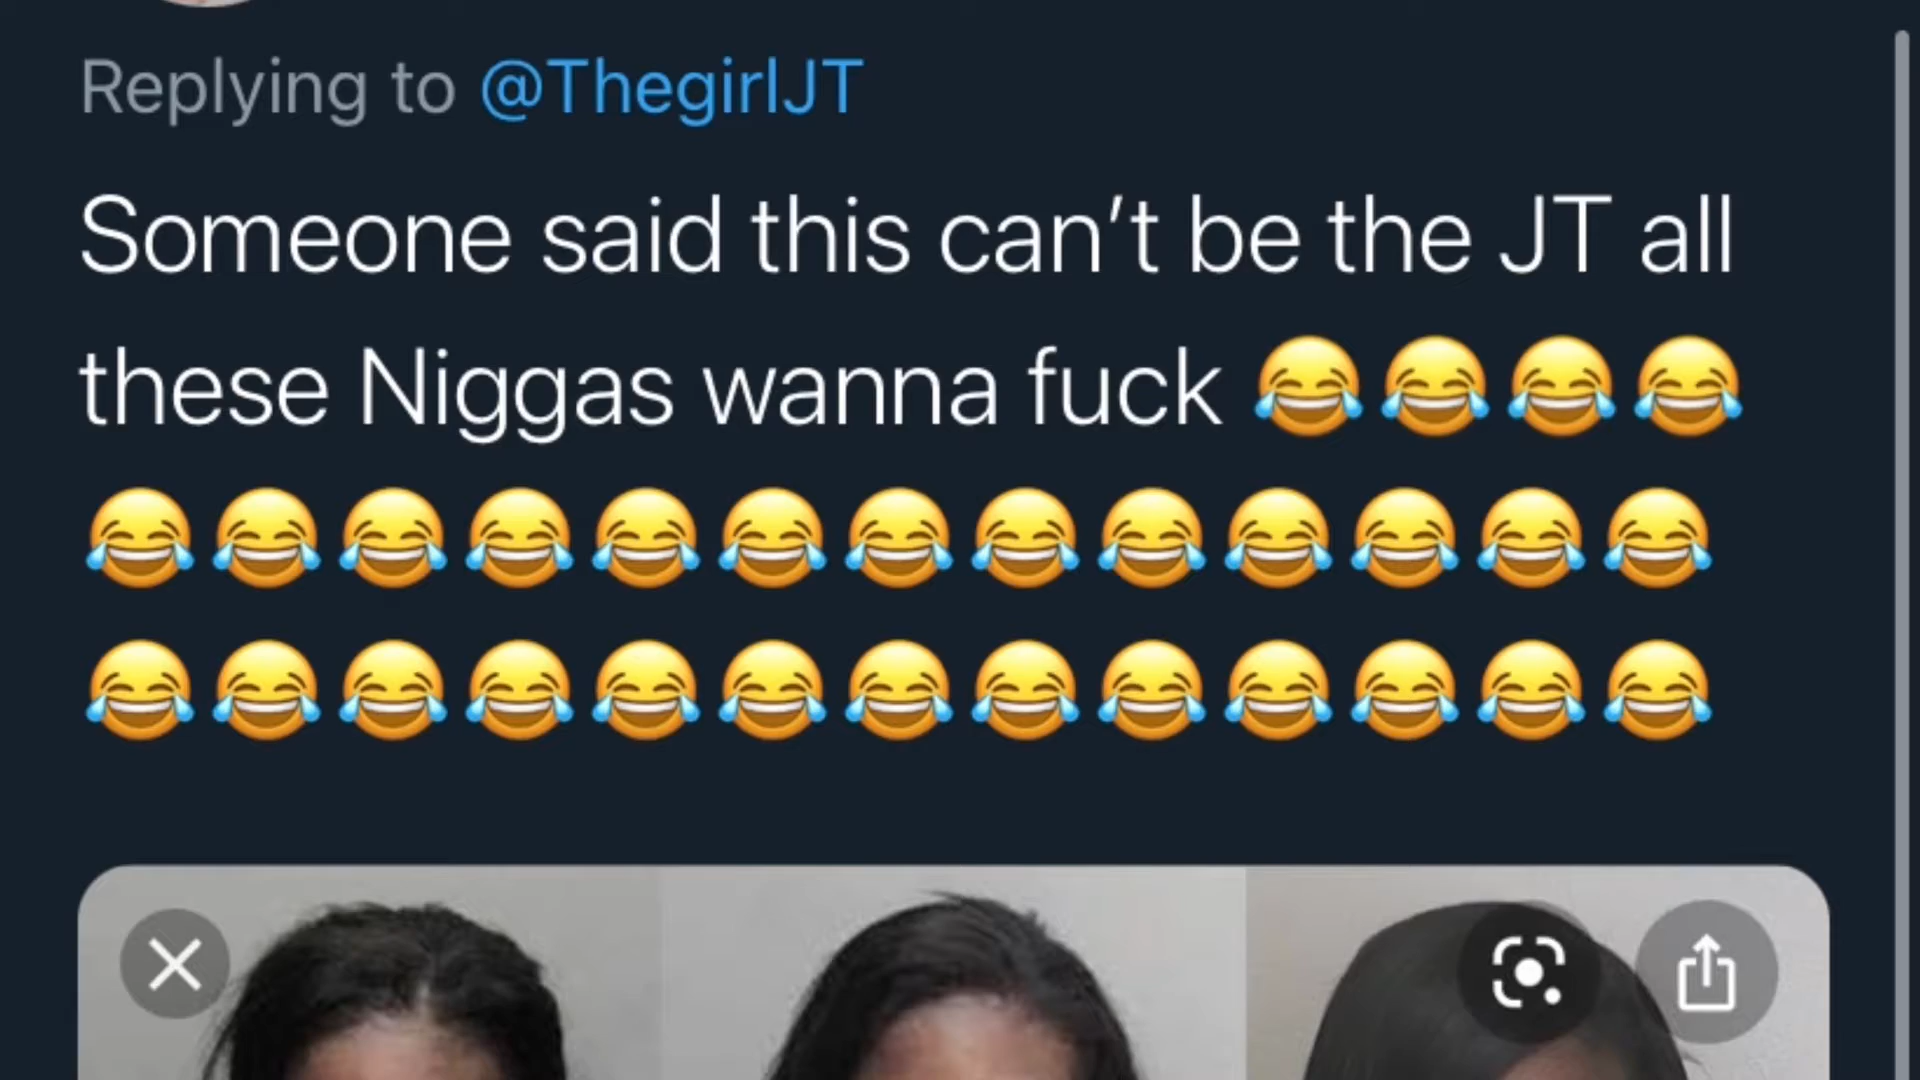 Replying to @ThegirlJT
Someone said this can't be the JT all
these Niggas wanna fuck 😂😂😂😂
😂😂😂😂😂😂😂😂😂😂😂😂😂
😂😂😂😂😂😂😂😂😂😂😂😂😂